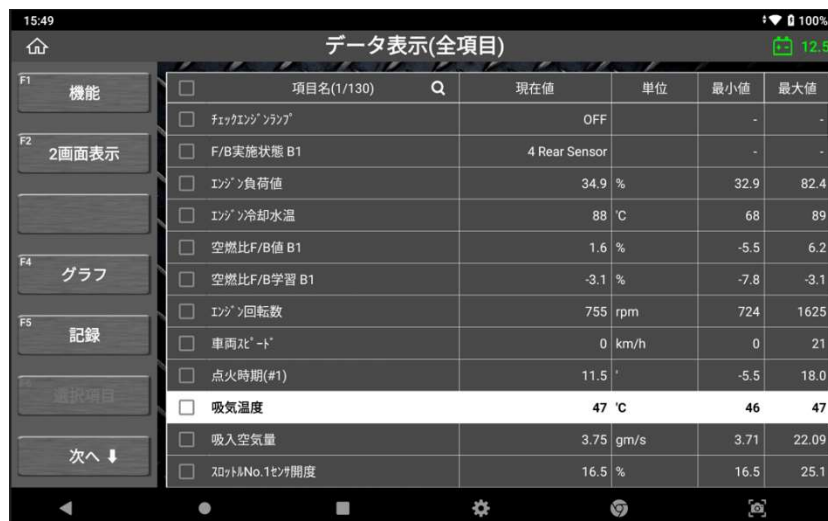 15:49 100%
データ表示(全項目) 12.5
F1 機能
F2 2画面表示
F4 グラフ
F5 記録
F6 選択項目
次へ
項目名(1/130) 現在値 単位 最小値 最大値
ﾁｪｯｸｴﾝｼﾞﾝﾗﾝﾌﾟ OFF - -
F/B実施状態 B1 4 Rear Sensor - -
ｴﾝｼﾞﾝ負荷値 34.9 % 32.9 82.4
ｴﾝｼﾞﾝ冷却水温 88 ℃ 68 89
空燃比F/B値 B1 1.6 % -5.5 6.2
空燃比F/B学習 B1 -3.1 % -7.8 -3.1
ｴﾝｼﾞﾝ回転数 755 rpm 724 1625
車両ｽﾋﾟｰﾄﾞ 0 km/h 0 21
点火時期(#1) 11.5 ° -5.5 18.0
吸気温度 47 ℃ 46 47
吸入空気量 3.75 gm/s 3.71 22.09
ｽﾛｯﾄﾙNo.1ｾﾝｻ開度 16.5 % 16.5 25.1